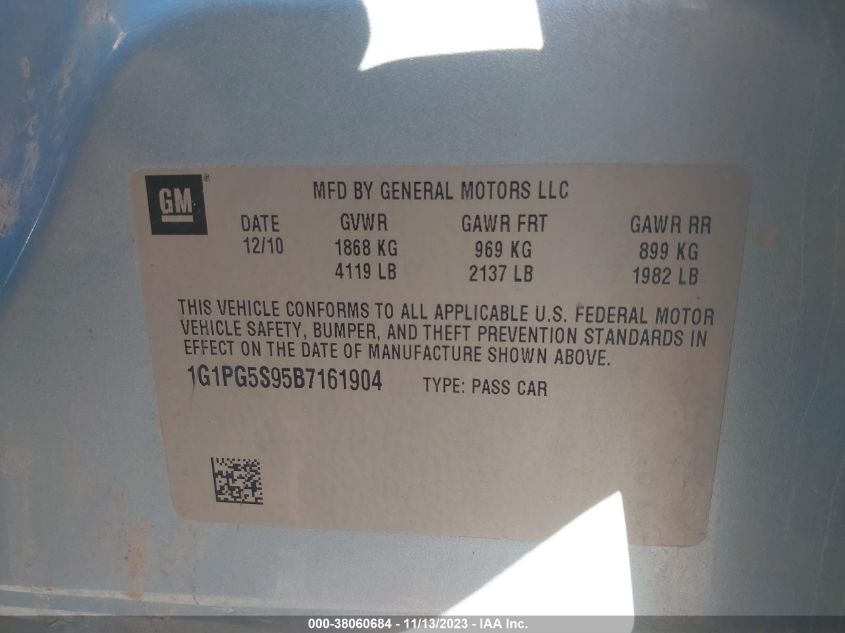 GM
MFD BY GENERAL MOTORS LLC
DATE GVWR GAWR FRT GAWR RR
12/10 1868 KG 969 KG 899 KG
4119 LB 2137 LB 1982 LB
THIS VEHICLE CONFORMS TO ALL APPLICABLE U.S. FEDERAL MOTOR
VEHICLE SAFETY, BUMPER, AND THEFT PREVENTION STANDARDS IN
EFFECT ON THE DATE OF MANUFACTURE SHOWN ABOVE.
1G1PG5S95B7161904 TYPE: PASS CAR
000-38060684 - 11/13/2023 - IAA Inc.